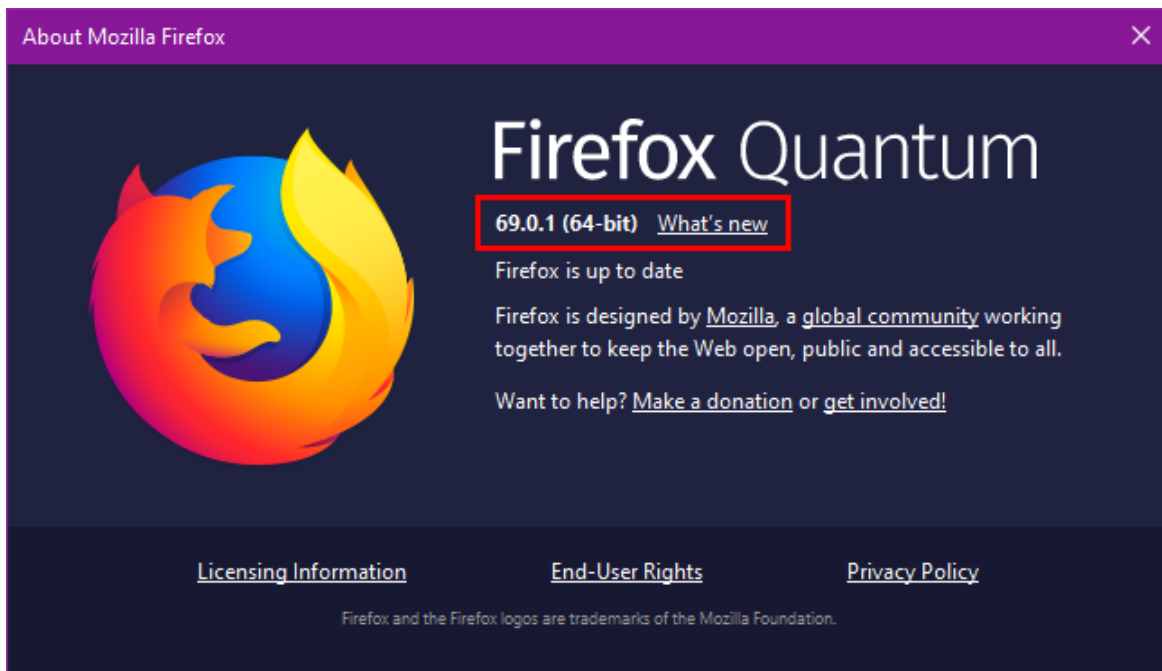 About Mozilla Firefox
Firefox Quantum
69.0.1 (64-bit) What's new
Firefox is up to date
Firefox is designed by Mozilla, a global community working
together to keep the Web open, public and accessible to all.
Want to help? Make a donation or get involved!
Licensing Information End-User Rights Privacy Policy
Firefox and the Firefox logos are trademarks of the Mozilla Foundation.